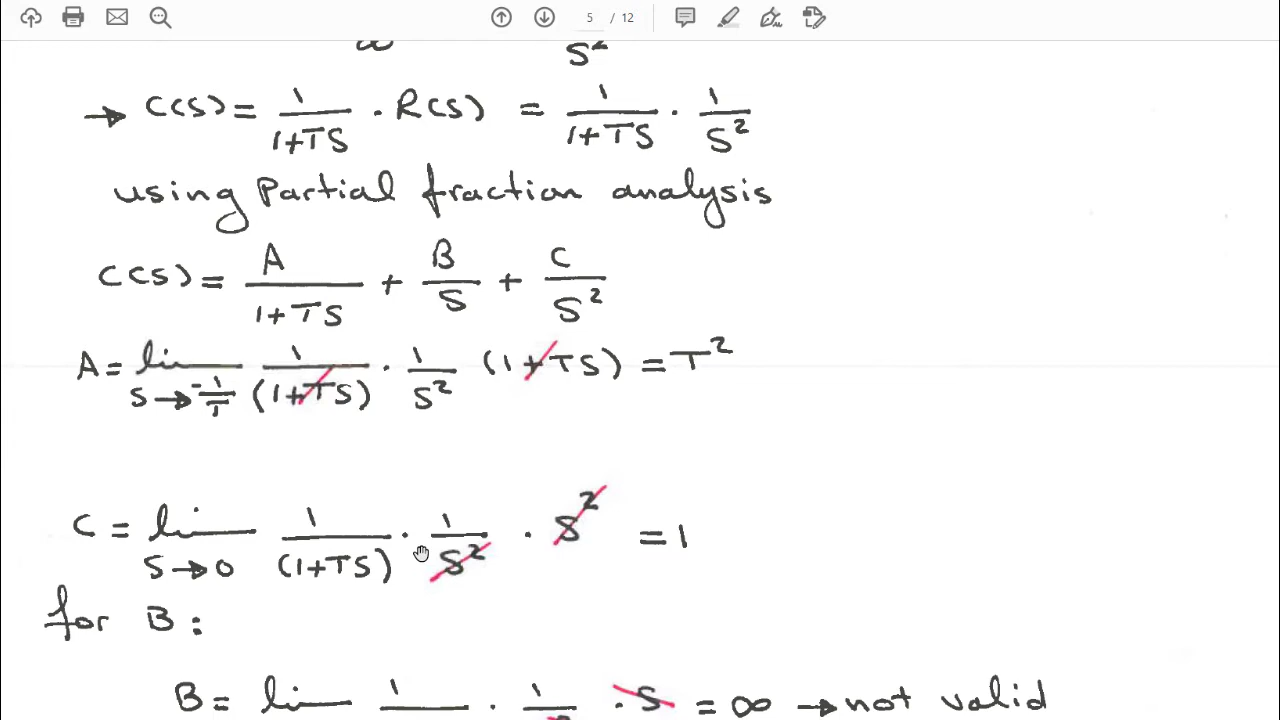 5 / 12
∞ S²
→ C(S) = 1/(1+TS) · R(S) = 1/(1+TS) · 1/S²
using Partial fraction analysis
C(S) = A/(1+TS) + B/S + C/S²
A = lim S→-1/T 1/(1+TS) · 1/S² (1+TS) = T²
C = lim S→0 1/(1+TS) · 1/S² · S² = 1
for B:
B = lim 1 · 1 · S = ∞ → not valid